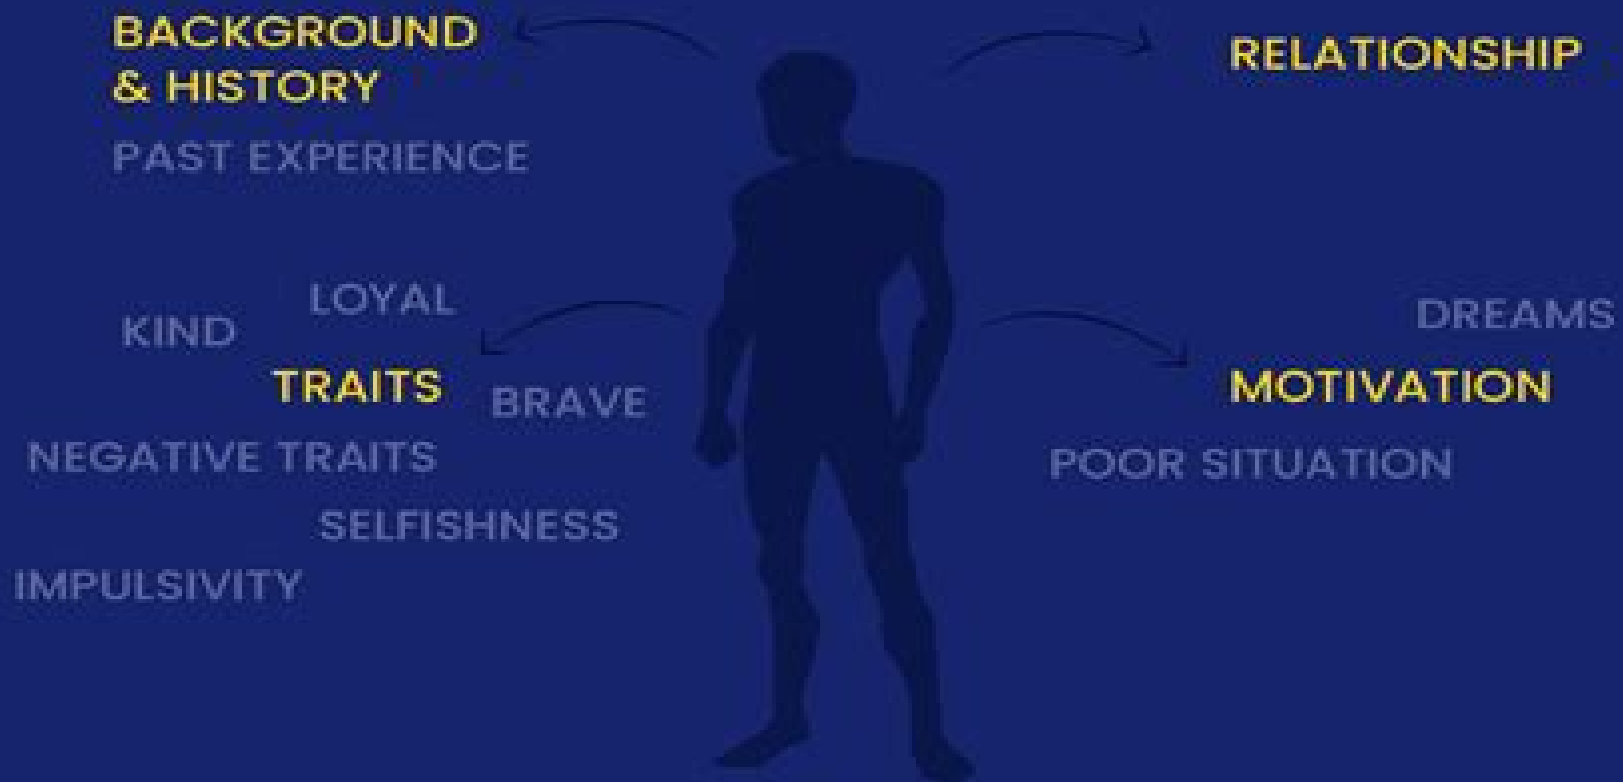 BACKGROUND
& HISTORY
PAST EXPERIENCE
RELATIONSHIP
LOYAL
KIND
TRAITS
BRAVE
NEGATIVE TRAITS
SELFISHNESS
IMPULSIVITY
DREAMS
MOTIVATION
POOR SITUATION